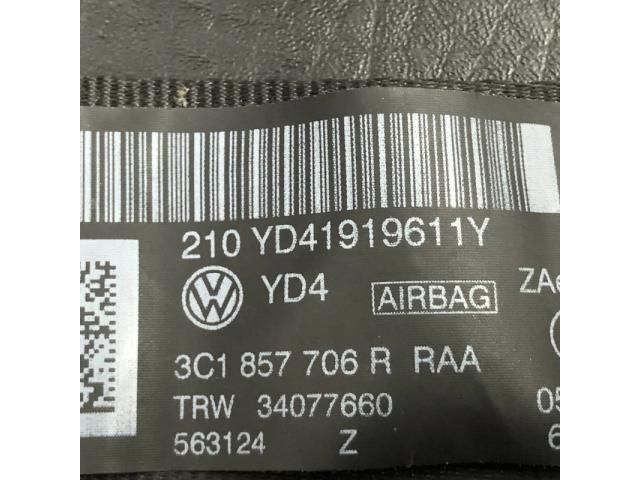 210 YD41919611Y
YD4 AIRBAG
3C1 857 706 R RAA
TRW 34077660
563124 Z